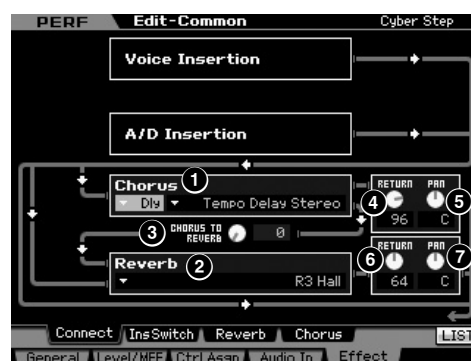 PERF Edit-Common Cyber Step
Voice Insertion
A/D Insertion
1
Chorus
Dly Tempo Delay Stereo
RETURN PAN
4 5
96 C
3 CHORUS TO REVERB 0
Reverb 2
R3 Hall
RETURN PAN
6 7
64 C
Connect InsSwitch Reverb Chorus LIST
General Level/MEF Ctrl Assgn Audio In Effect